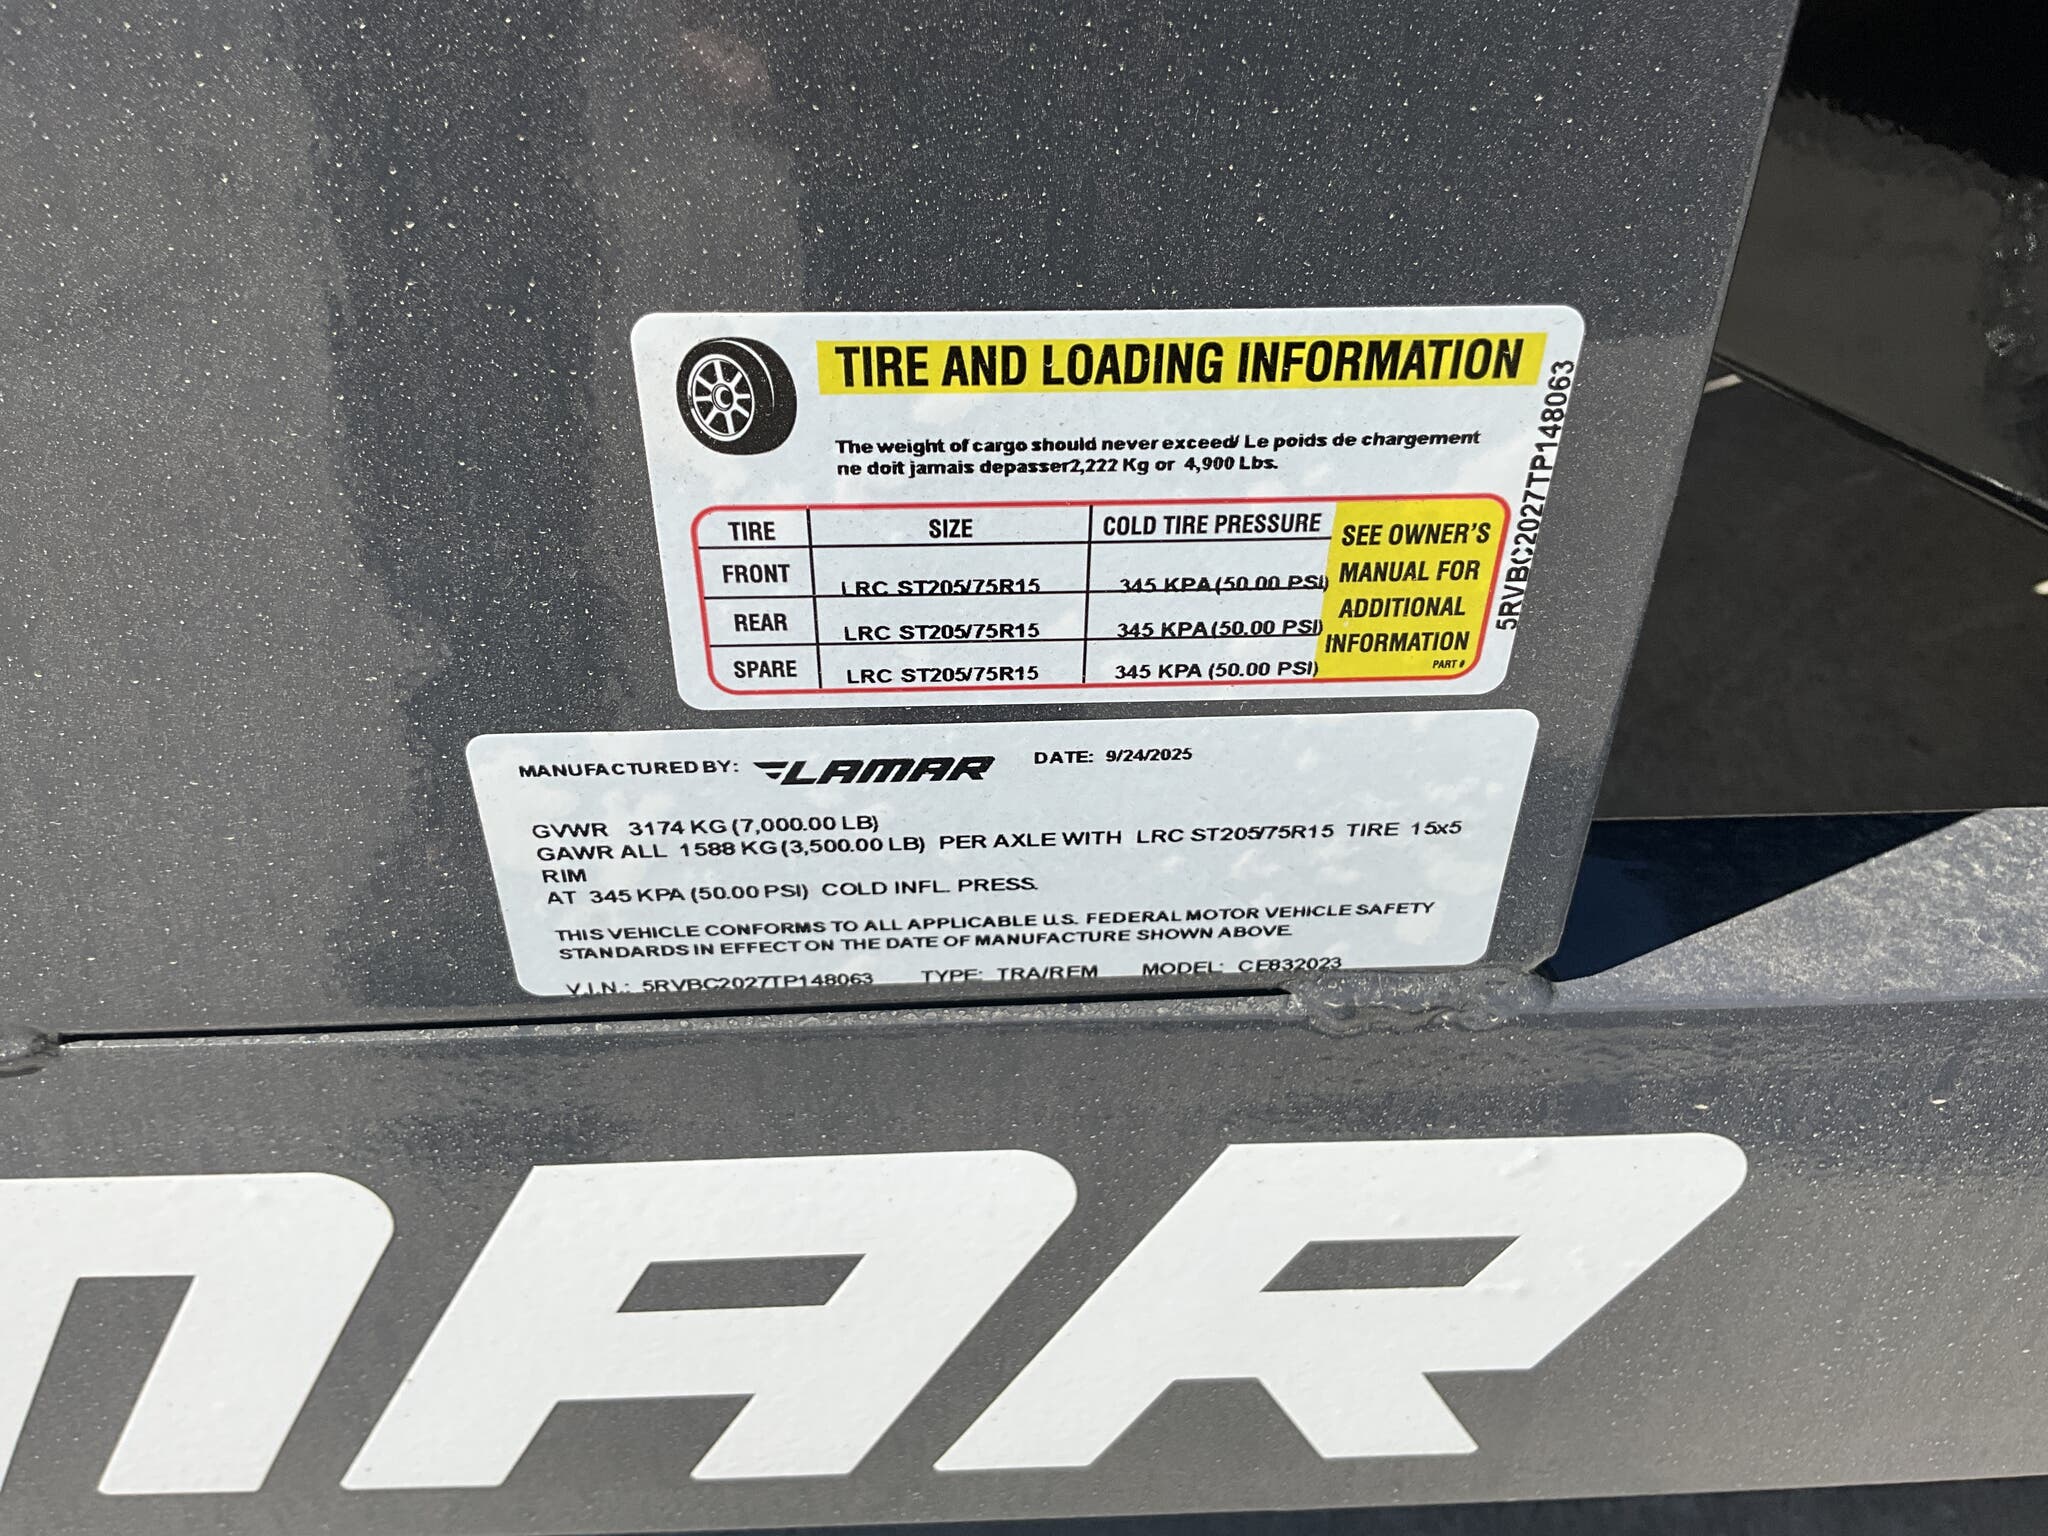 TIRE AND LOADING INFORMATION
The weight of cargo should never exceed/ Le poids de chargement
ne doit jamais depasser2,222 Kg or 4,900 Lbs.
TIRE SIZE COLD TIRE PRESSURE
FRONT LRC ST205/75R15 345 KPA (50.00 PSI)
REAR LRC ST205/75R15 345 KPA (50.00 PSI)
SPARE LRC ST205/75R15 345 KPA (50.00 PSI)
SEE OWNER'S
MANUAL FOR
ADDITIONAL
INFORMATION
PART #
5RVBC2027TP148063
MANUFACTURED BY: LAMAR DATE: 9/24/2025
GVWR 3174 KG (7,000.00 LB)
GAWR ALL 1588 KG (3,500.00 LB) PER AXLE WITH LRC ST205/75R15 TIRE 15x5
RIM
AT 345 KPA (50.00 PSI) COLD INFL. PRESS.
THIS VEHICLE CONFORMS TO ALL APPLICABLE U.S. FEDERAL MOTOR VEHICLE SAFETY
STANDARDS IN EFFECT ON THE DATE OF MANUFACTURE SHOWN ABOVE.
V.I.N.: 5RVBC2027TP148063 TYPE: TRA/REM MODEL: CE832023
MAR